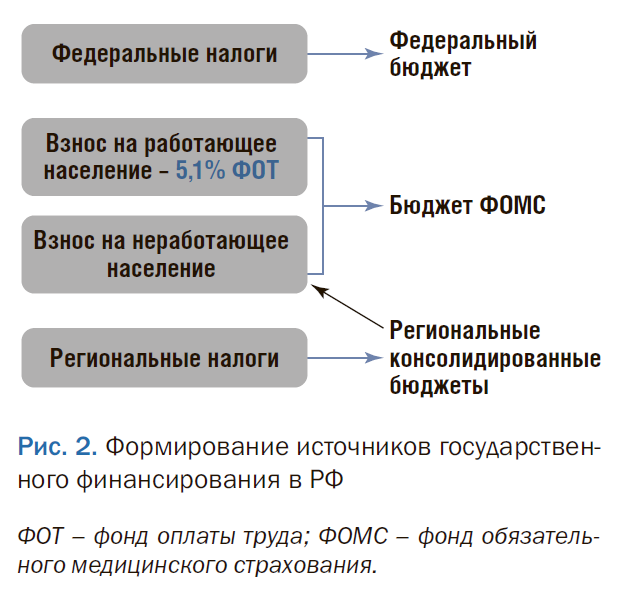 Федеральные налоги
Федеральный
бюджет
Взнос на работающее
население – 5,1% ФОТ
Взнос на неработающее
население
Бюджет ФОМС
Региональные налоги
Региональные
консолидированные
бюджеты
Рис. 2. Формирование источников государствен-
ного финансирования в РФ
ФОТ – фонд оплаты труда; ФОМС – фонд обязатель-
ного медицинского страхования.